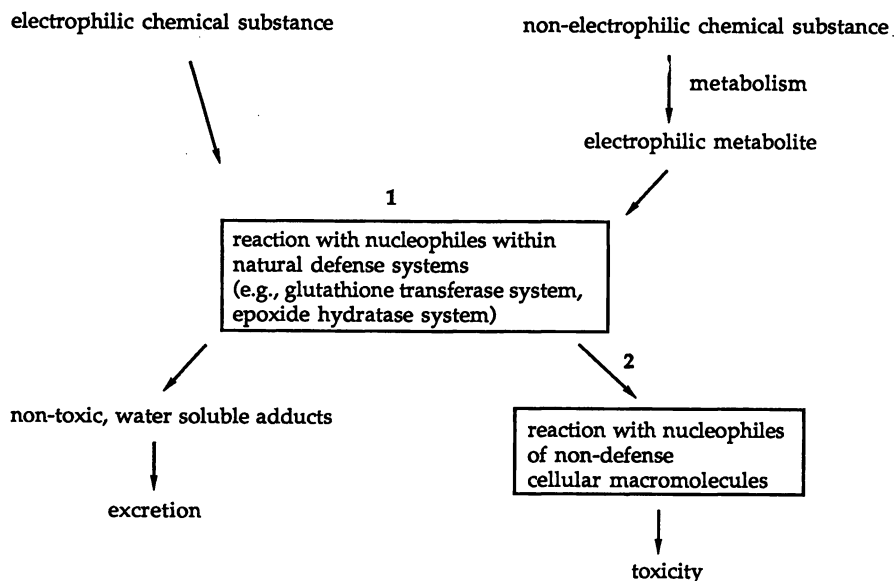 electrophilic chemical substance
non-electrophilic chemical substance
metabolism
electrophilic metabolite
1
reaction with nucleophiles within
natural defense systems
(e.g., glutathione transferase system,
epoxide hydratase system)
2
non-toxic, water soluble adducts
reaction with nucleophiles
of non-defense
cellular macromolecules
excretion
toxicity